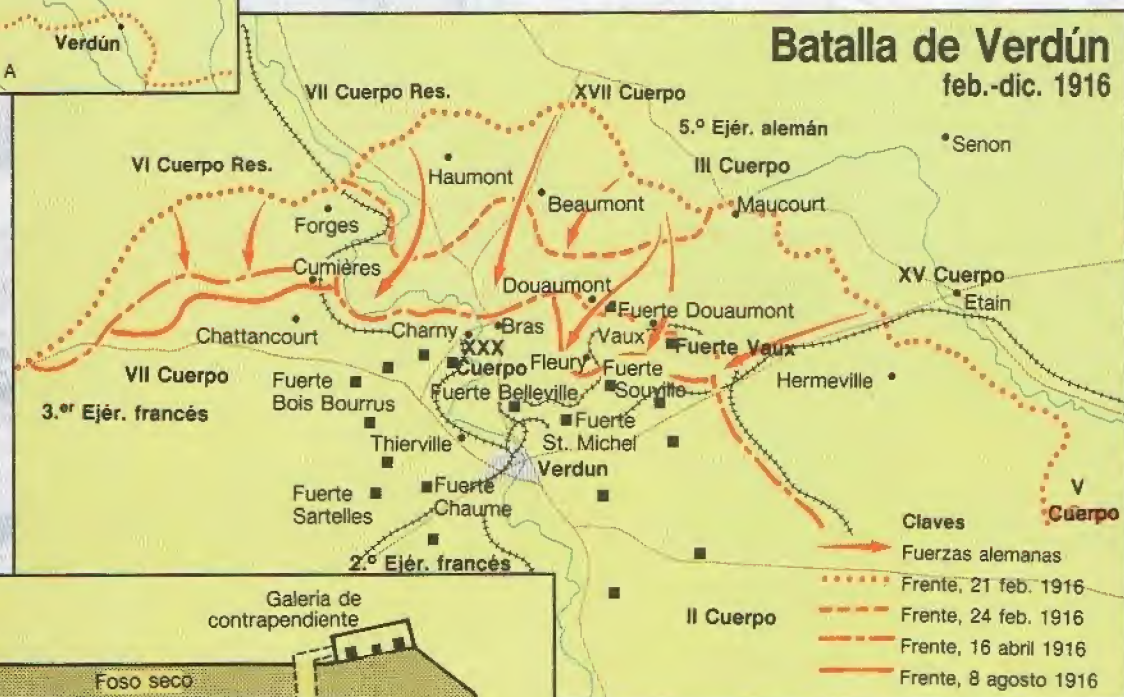 Verdún
A
Batalla de Verdún
feb.-dic. 1916
VII Cuerpo Res.
XVII Cuerpo
5.º Ejér. alemán
Senon
VI Cuerpo Res.
III Cuerpo
Haumont
Beaumont
Maucourt
Forges
Cumières
XV Cuerpo
Etain
Douaumont
Fuerte Douaumont
Chattancourt
Charny
Bras
Vaux
Fuerte Vaux
XXX
Cuerpo
Fleury
VII Cuerpo
Fuerte
Bois Bourrus
Fuerte Belleville
Fuerte
Souville
Hermeville
3.er Ejér. francés
Fuerte
St. Michel
Thierville
Verdun
Fuerte
Sartelles
Fuerte
Chaume
V
Cuerpo
2.º Ejér. francés
II Cuerpo
Claves
Fuerzas alemanas
Frente, 21 feb. 1916
Frente, 24 feb. 1916
Frente, 16 abril 1916
Frente, 8 agosto 1916
Galería de
contrapendiente
Foso seco